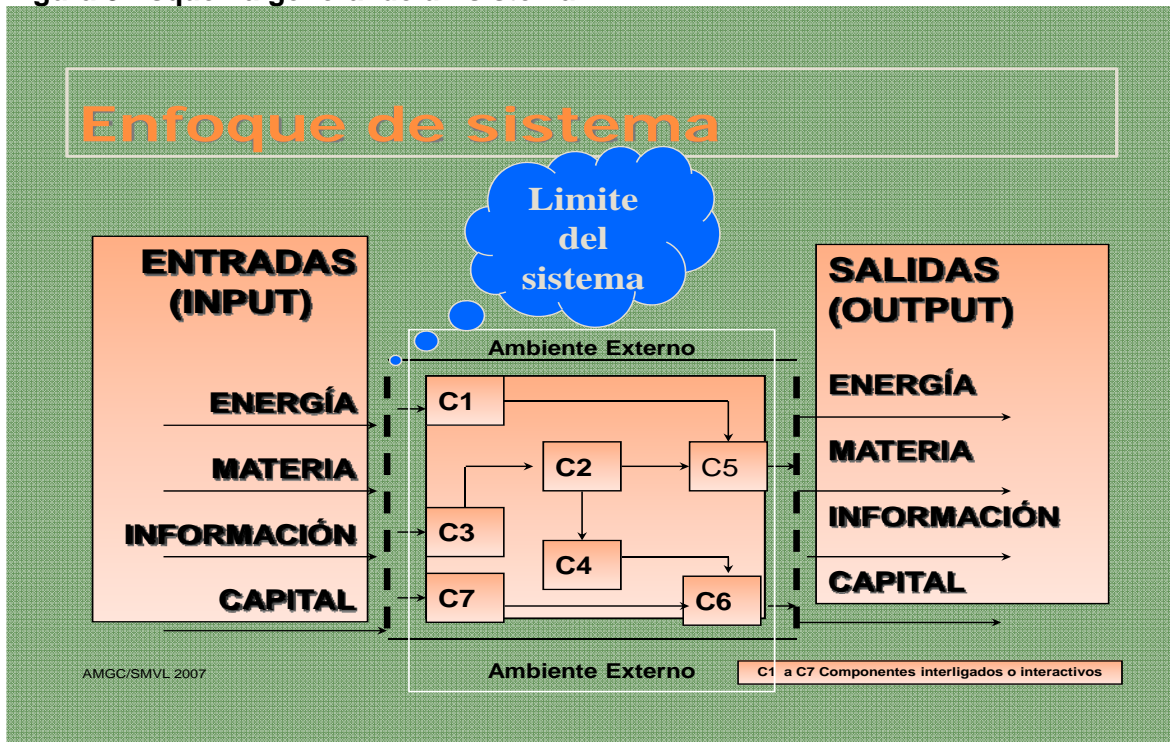 Enfoque de sistema
Limite
del
sistema
ENTRADAS
(INPUT)
ENERGÍA
MATERIA
INFORMACIÓN
CAPITAL
Ambiente Externo
C1
C2
C5
C3
C4
C7
C6
Ambiente Externo
SALIDAS
(OUTPUT)
ENERGÍA
MATERIA
INFORMACIÓN
CAPITAL
AMGC/SMVL 2007
C1 a C7 Componentes interligados o interactivos